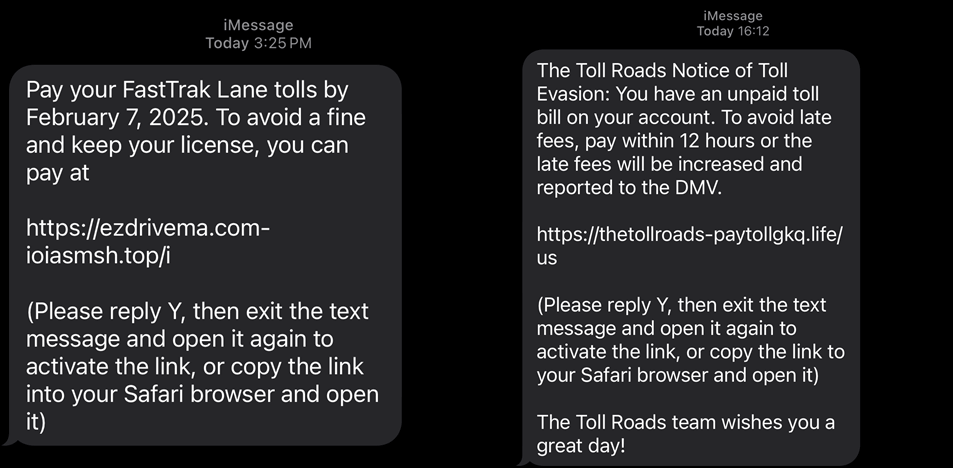 iMessage
Today 3:25 PM
Pay your FastTrak Lane tolls by
February 7, 2025. To avoid a fine
and keep your license, you can
pay at
https://ezdrivema.com-
ioiasmsh.top/i
(Please reply Y, then exit the text
message and open it again to
activate the link, or copy the link
into your Safari browser and open
it)
iMessage
Today 16:12
The Toll Roads Notice of Toll
Evasion: You have an unpaid toll
bill on your account. To avoid late
fees, pay within 12 hours or the
late fees will be increased and
reported to the DMV.
https://thetollroads-paytollgkq.life/
us
(Please reply Y, then exit the text
message and open it again to
activate the link, or copy the link to
your Safari browser and open it)
The Toll Roads team wishes you a
great day!